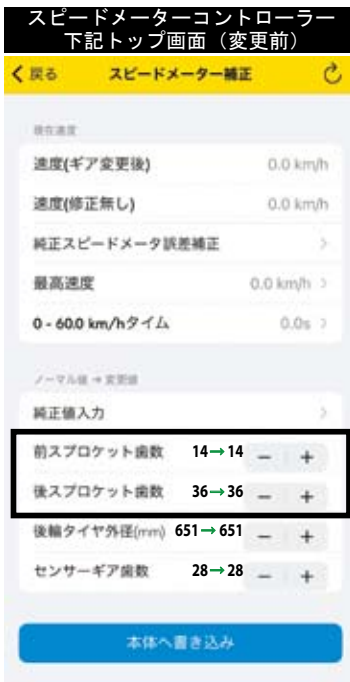 スピードメーターコントローラー
下記トップ画面（変更前）
戻る スピードメーター補正
現在速度
速度(ギア変更後) 0.0 km/h
速度(修正無し) 0.0 km/h
純正スピードメータ誤差補正
最高速度 0.0 km/h
0 - 60.0 km/hタイム 0.0s
ノーマル値 → 変更値
純正値入力
前スプロケット歯数 14→14 − +
後スプロケット歯数 36→36 − +
後輪タイヤ外径(mm) 651→651 − +
センサーギア歯数 28→28 − +
本体へ書き込み